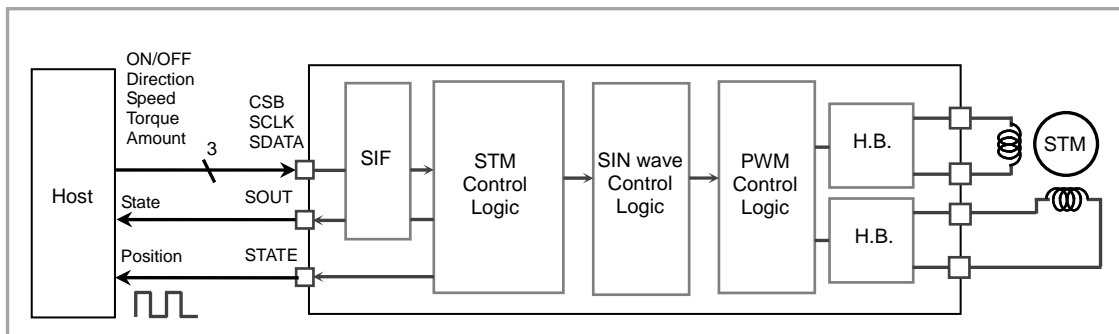 ON/OFF
Direction
Speed
Torque
Amount
3
CSB
SCLK
SDATA
Host
State
SOUT
Position
STATE
SIF
STM
Control
Logic
SIN wave
Control
Logic
PWM
Control
Logic
H.B.
H.B.
STM